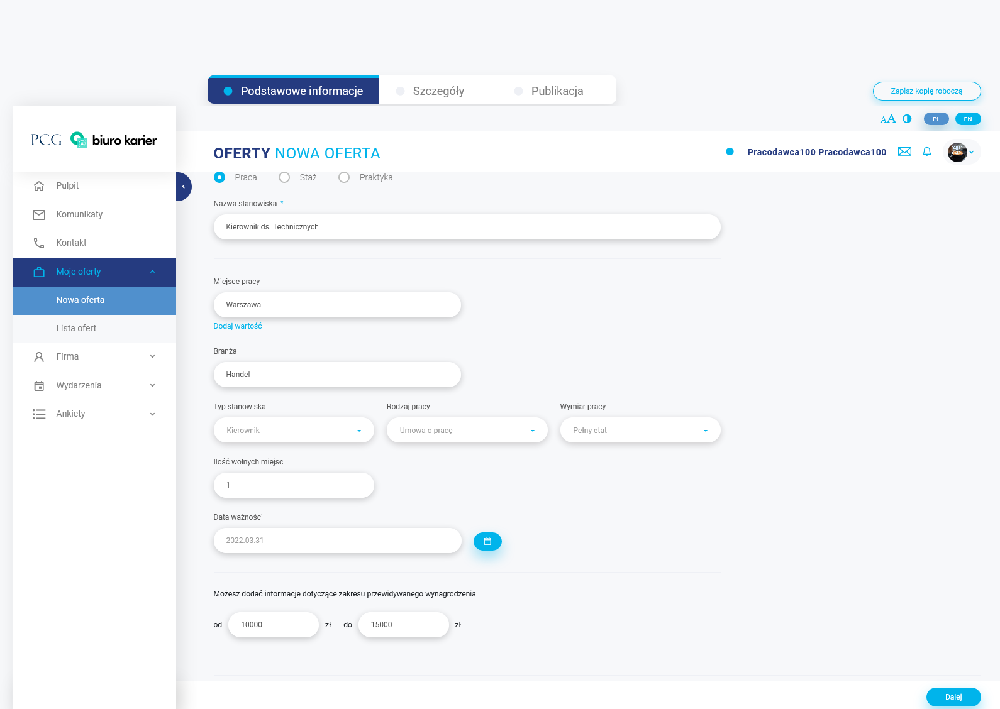 Podstawowe informacje
Szczegóły
Publikacja
Zapisz kopię roboczą
AA
PL
EN
PCG
biuro karier
OFERTY NOWA OFERTA
Pracodawca100 Pracodawca100
Pulpit
Komunikaty
Kontakt
Moje oferty
Nowa oferta
Lista ofert
Firma
Wydarzenia
Ankiety
Praca
Staż
Praktyka
Nazwa stanowiska *
Kierownik ds. Technicznych
Miejsce pracy
Warszawa
Dodaj wartość
Branża
Handel
Typ stanowiska
Rodzaj pracy
Wymiar pracy
Kierownik
Umowa o pracę
Pełny etat
Ilość wolnych miejsc
1
Data ważności
2022.03.31
Możesz dodać informacje dotyczące zakresu przewidywanego wynagrodzenia
od 10000 zł do 15000 zł
Dalej